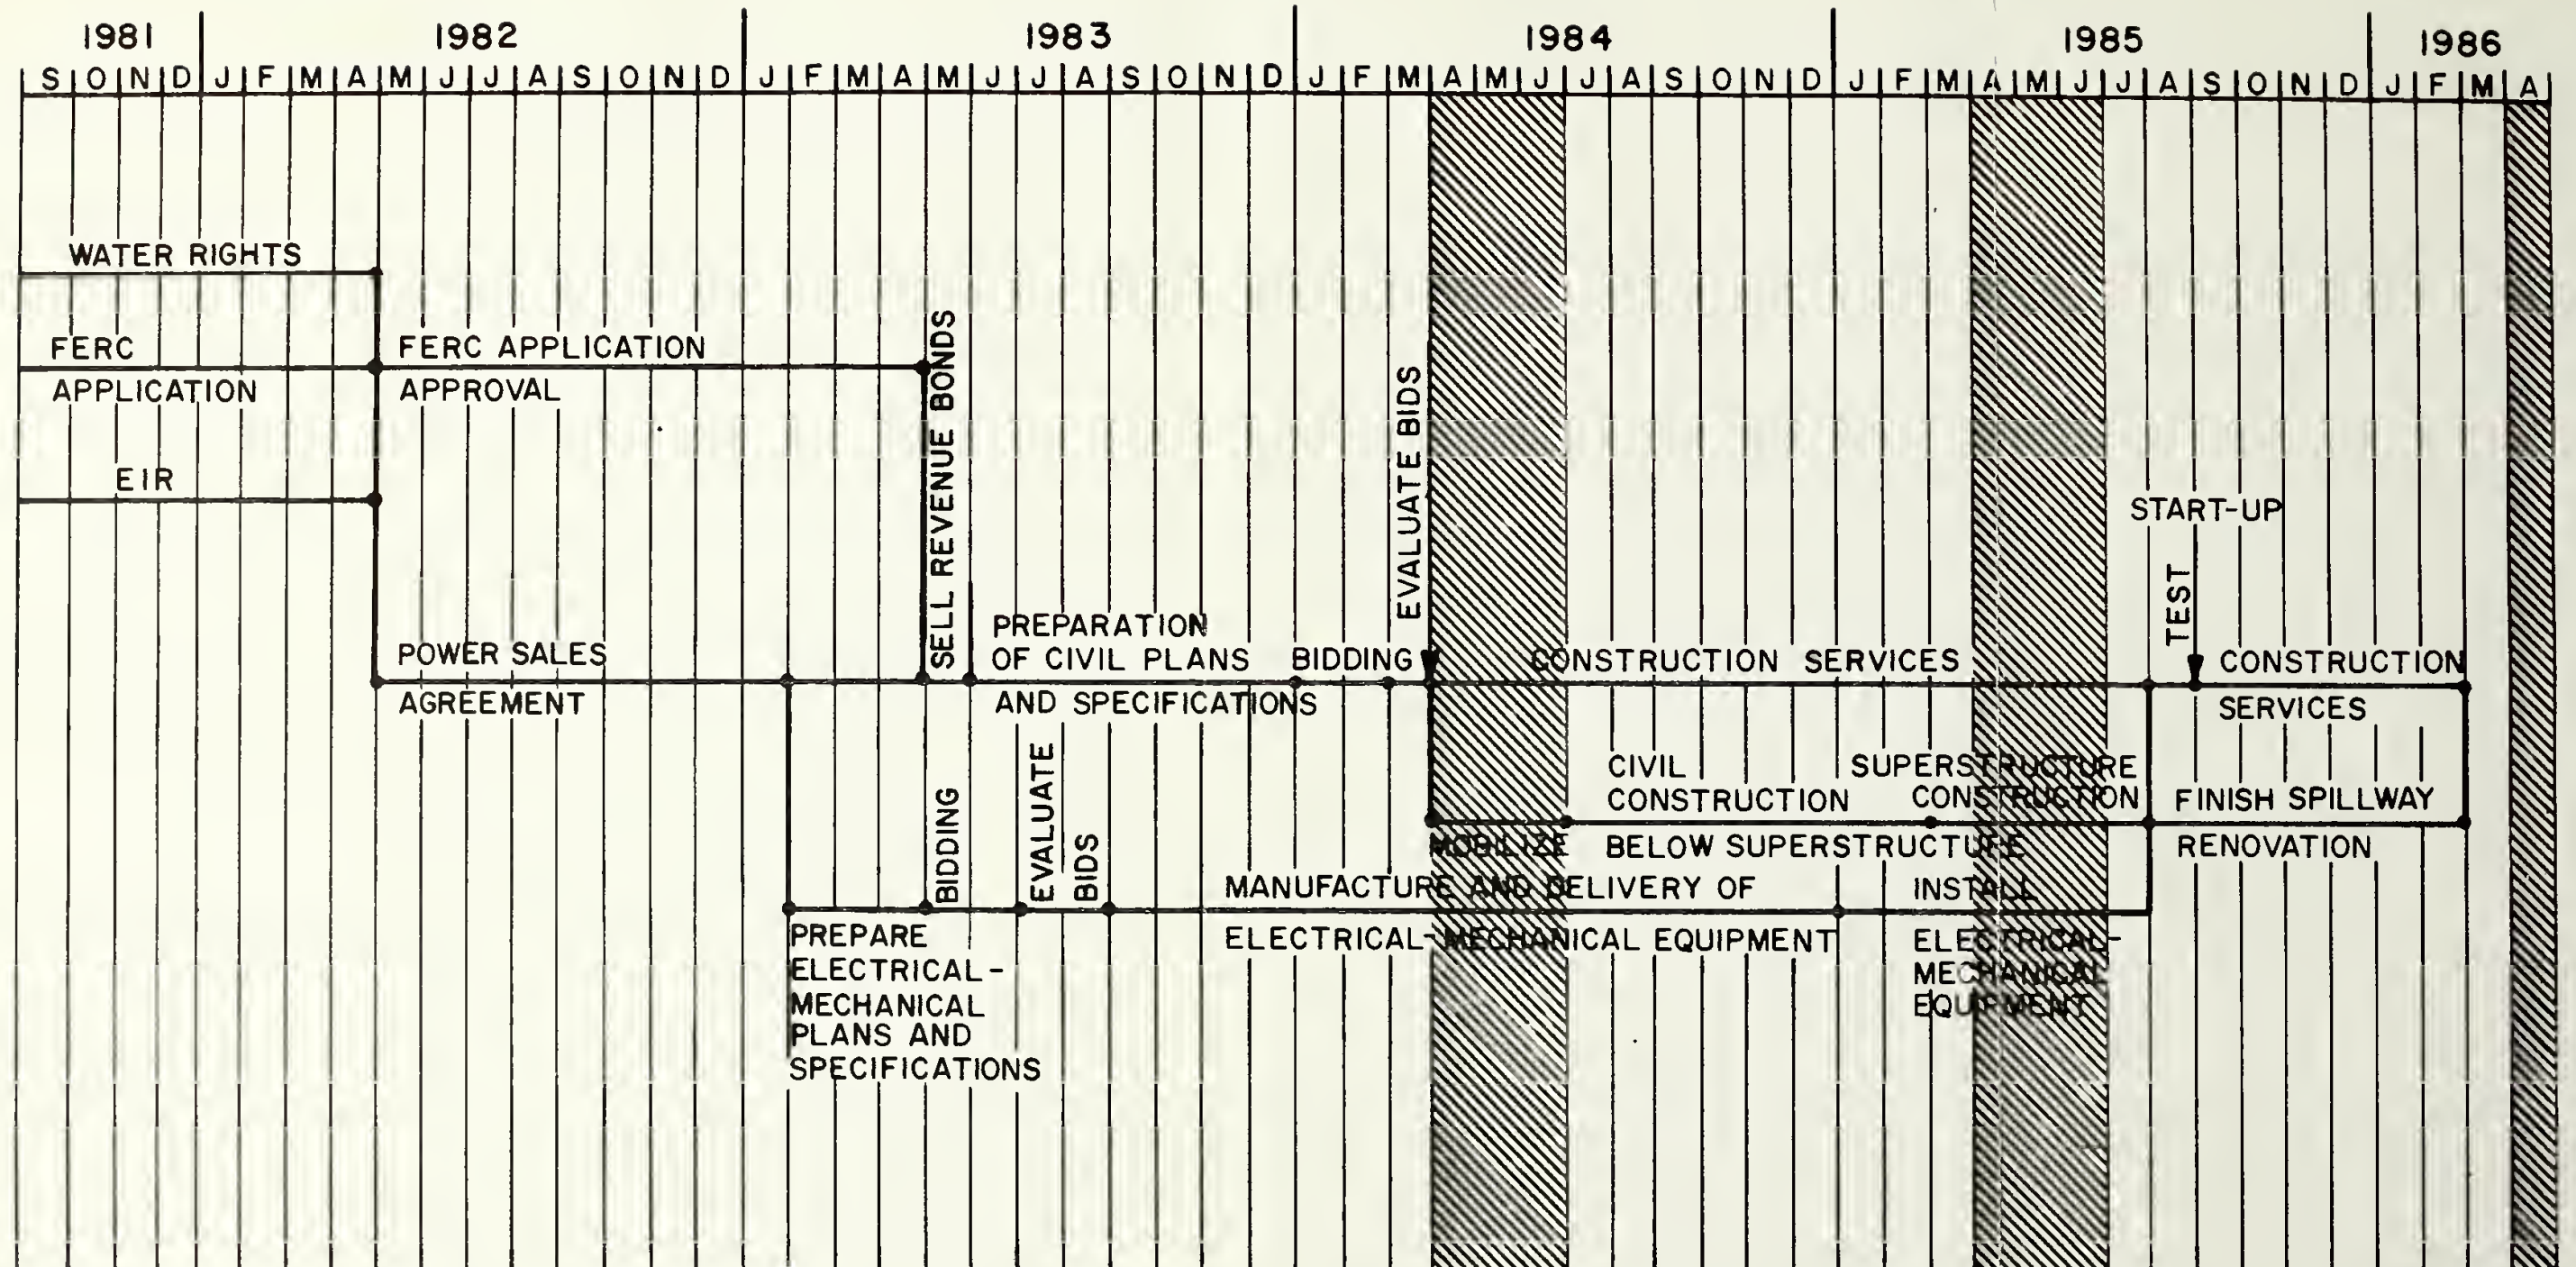 1981 1982 1983 1984 1985 1986
S O N D J F M A M J J A S O N D J F M A M J J A S O N D J F M A M J J A S O N D J F M A M J J A S O N D J F M A
WATER RIGHTS
FERC
APPLICATION
FERC APPLICATION
APPROVAL
EIR
SELL REVENUE BONDS
EVALUATE BIDS
START-UP
TEST
POWER SALES
AGREEMENT
PREPARATION
OF CIVIL PLANS
AND SPECIFICATIONS
BIDDING
CONSTRUCTION SERVICES
CONSTRUCTION
SERVICES
CIVIL
CONSTRUCTION
BELOW SUPERSTRUCTURE
SUPERSTRUCTURE
CONSTRUCTION
FINISH SPILLWAY
RENOVATION
MOBILIZE
BIDDING
EVALUATE
BIDS
MANUFACTURE AND DELIVERY OF
ELECTRICAL-MECHANICAL EQUIPMENT
INSTALL
ELECTRICAL-
MECHANICAL
EQUIPMENT
PREPARE
ELECTRICAL-
MECHANICAL
PLANS AND
SPECIFICATIONS